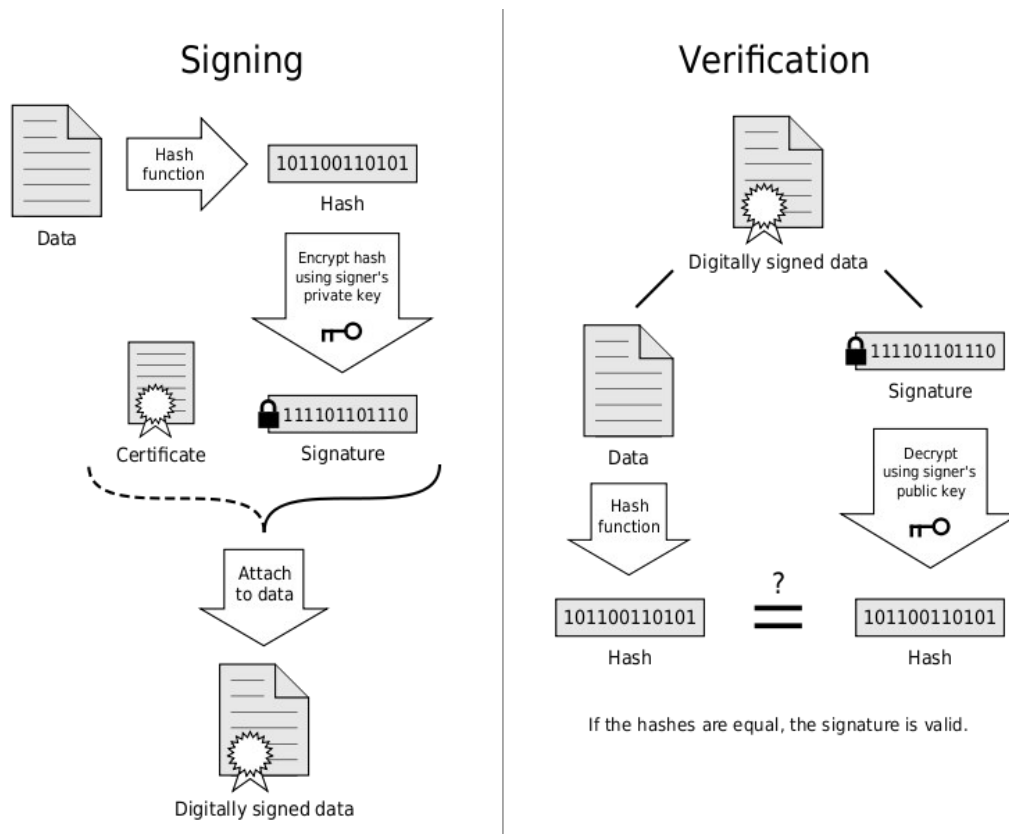 Signing
Hash
function
101100110101
Hash
Data
Encrypt hash
using signer's
private key
111101101110
Certificate
Signature
Attach
to data
Digitally signed data
Verification
Digitally signed data
111101101110
Signature
Data
Decrypt
using signer's
public key
Hash
function
?
101100110101
101100110101
Hash
Hash
If the hashes are equal, the signature is valid.